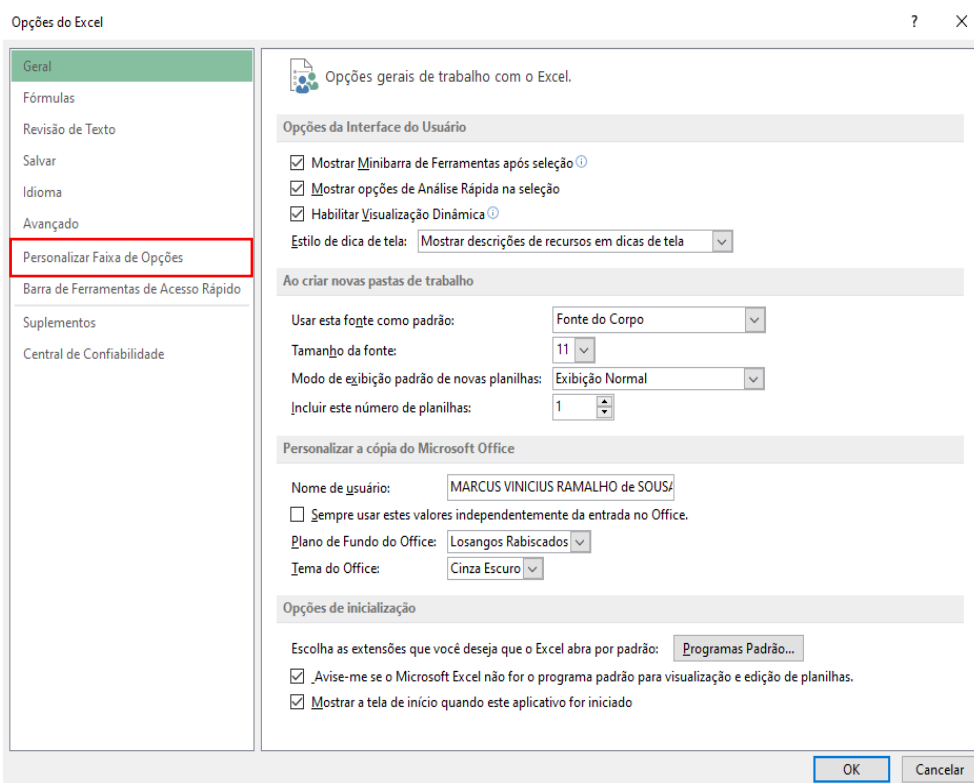 Opções do Excel
?
Geral
Fórmulas
Revisão de Texto
Salvar
Idioma
Avançado
Personalizar Faixa de Opções
Barra de Ferramentas de Acesso Rápido
Suplementos
Central de Confiabilidade
Opções gerais de trabalho com o Excel.
Opções da Interface do Usuário
Mostrar Minibarra de Ferramentas após seleção
Mostrar opções de Análise Rápida na seleção
Habilitar Visualização Dinâmica
Estilo de dica de tela: Mostrar descrições de recursos em dicas de tela
Ao criar novas pastas de trabalho
Usar esta fonte como padrão: Fonte do Corpo
Tamanho da fonte: 11
Modo de exibição padrão de novas planilhas: Exibição Normal
Incluir este número de planilhas: 1
Personalizar a cópia do Microsoft Office
Nome de usuário: MARCUS VINICIUS RAMALHO de SOUSA
Sempre usar estes valores independentemente da entrada no Office.
Plano de Fundo do Office: Losangos Rabiscados
Tema do Office: Cinza Escuro
Opções de inicialização
Escolha as extensões que você deseja que o Excel abra por padrão: Programas Padrão...
Avise-me se o Microsoft Excel não for o programa padrão para visualização e edição de planilhas.
Mostrar a tela de início quando este aplicativo for iniciado
OK Cancelar